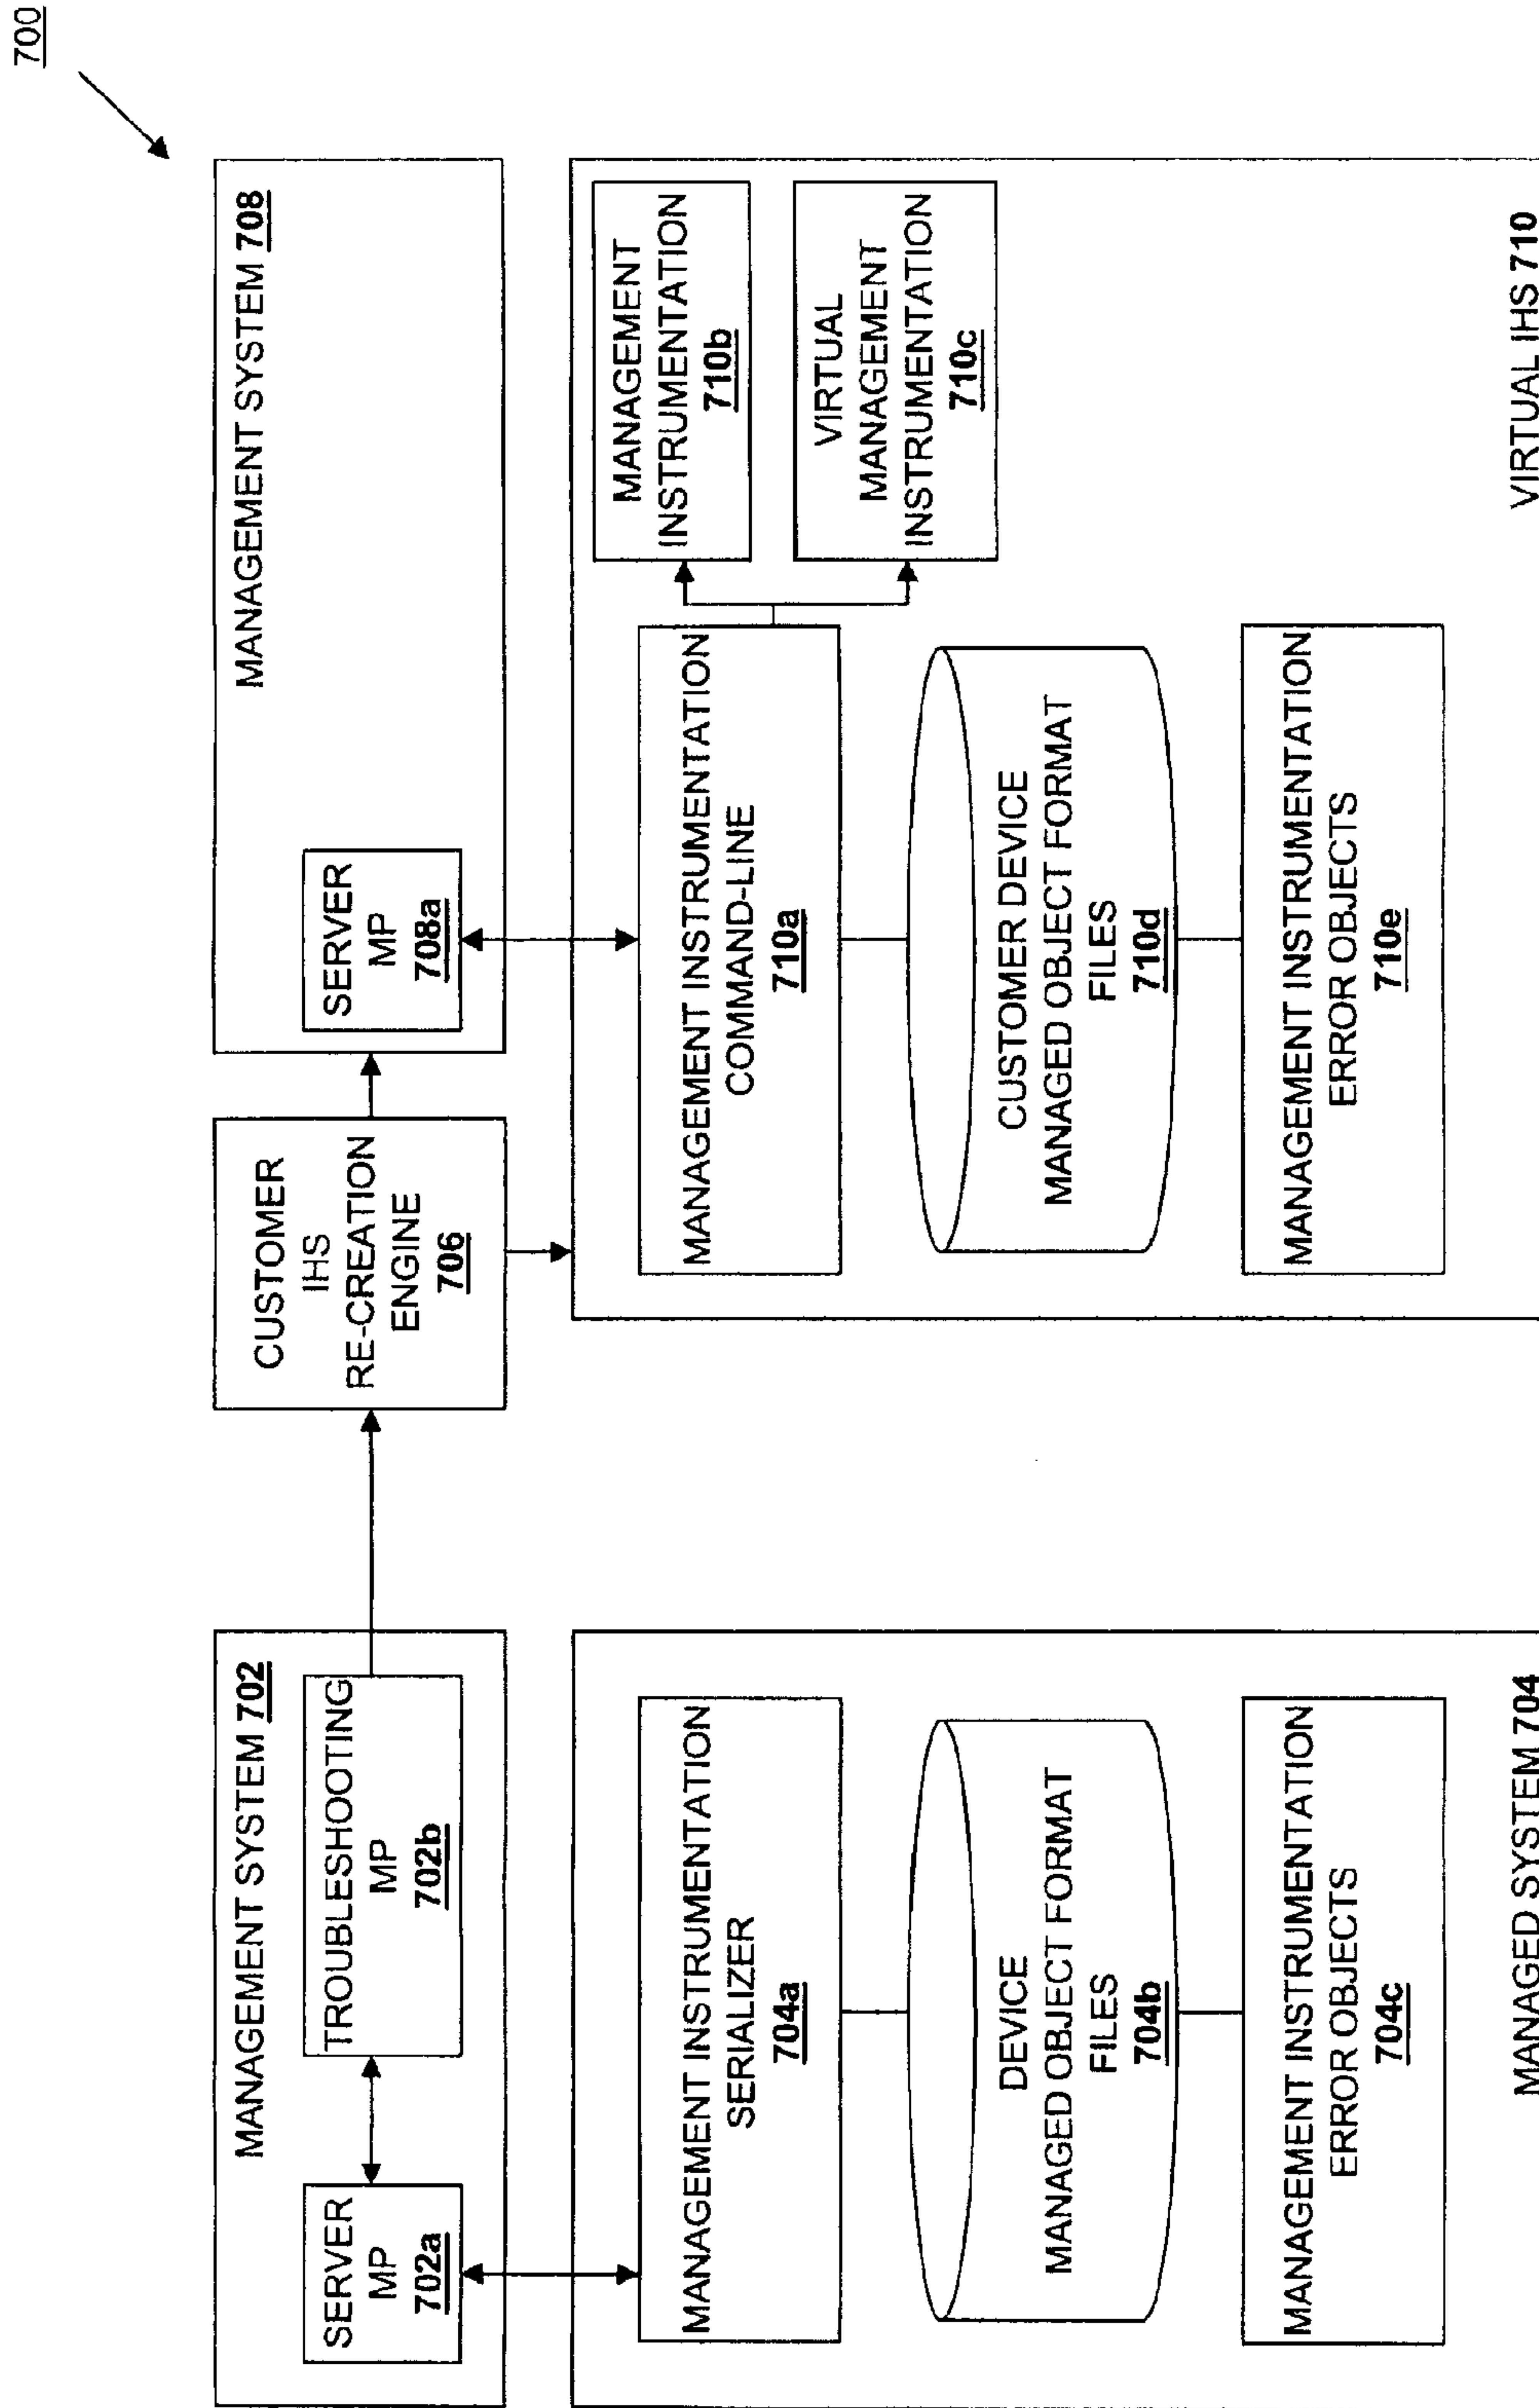 700
MANAGEMENT SYSTEM 702
SERVER
MP
702a
TROUBLESHOOTING
MP
702b
CUSTOMER
IHS
RE-CREATION
ENGINE
706
MANAGEMENT SYSTEM 708
SERVER
MP
708a
MANAGEMENT INSTRUMENTATION
SERIALIZER
704a
DEVICE
MANAGED OBJECT FORMAT
FILES
704b
MANAGEMENT INSTRUMENTATION
ERROR OBJECTS
704c
MANAGED SYSTEM 704
MANAGEMENT INSTRUMENTATION
COMMAND-LINE
710a
MANAGEMENT
INSTRUMENTATION
710b
VIRTUAL
MANAGEMENT
INSTRUMENTATION
710c
CUSTOMER DEVICE
MANAGED OBJECT FORMAT
FILES
710d
MANAGEMENT INSTRUMENTATION
ERROR OBJECTS
710e
VIRTUAL IHS 710